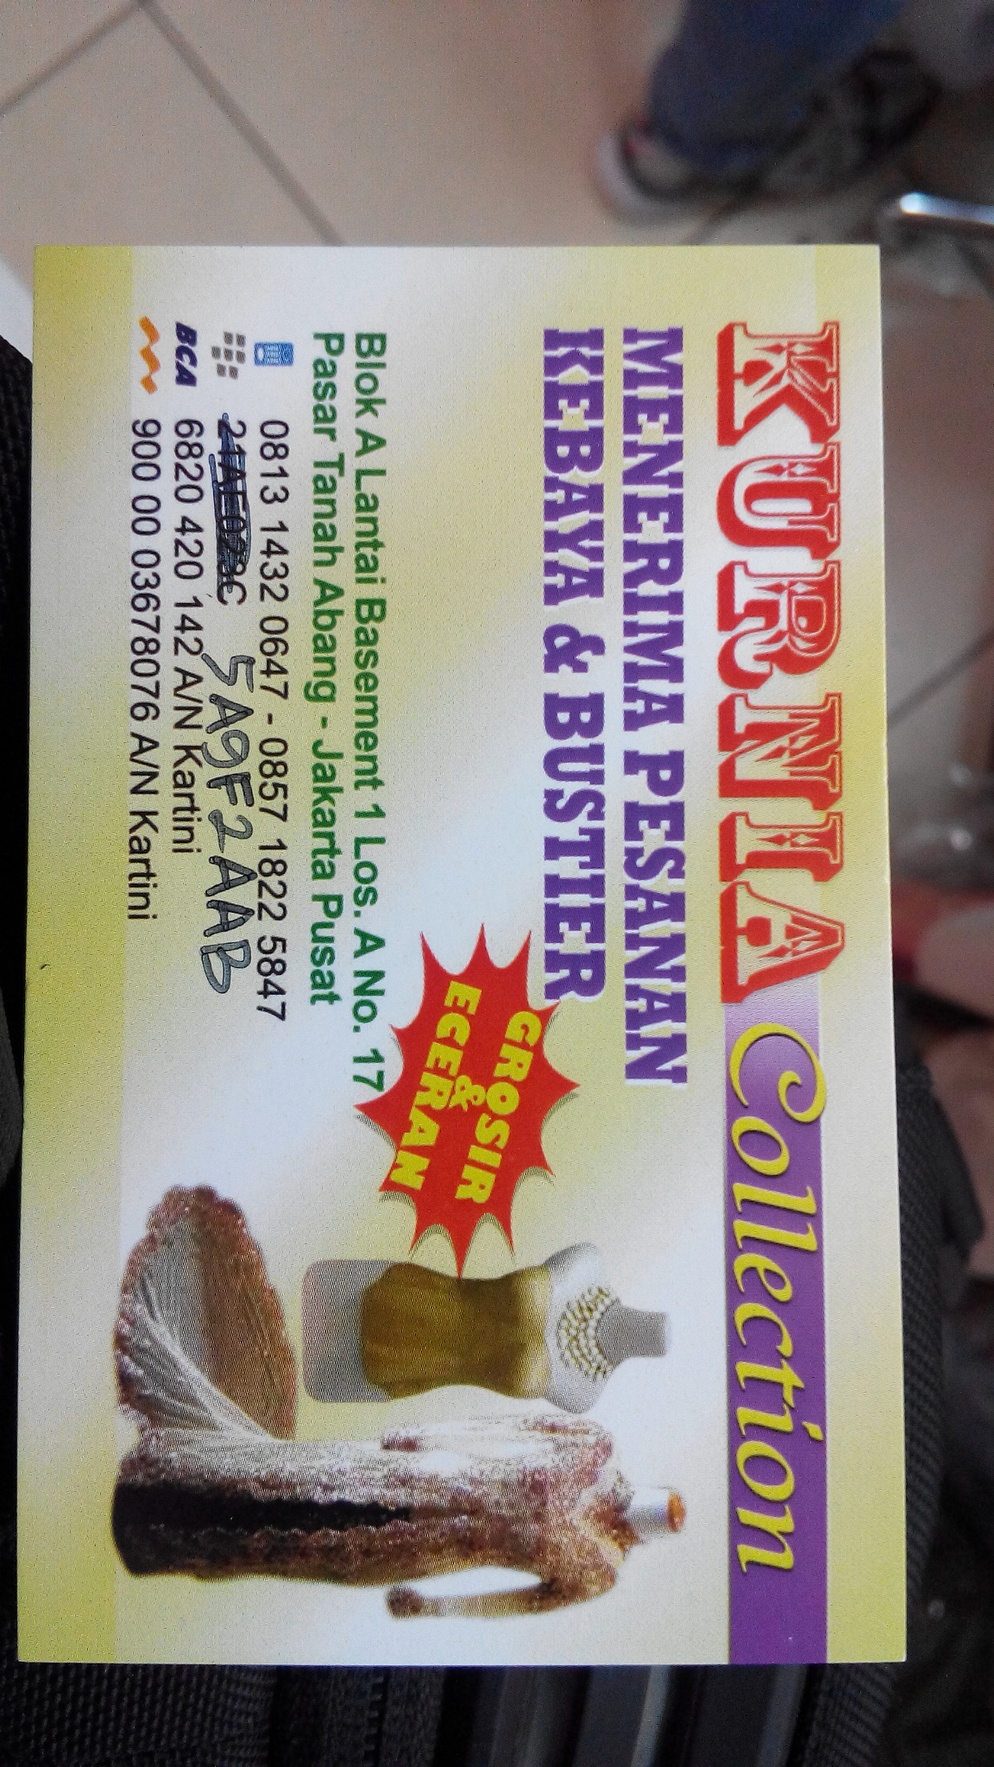 KURNIA Collection
MENERIMA PESANAN
KEBAYA & BUSTIER
GROSIR
&
ECERAN
Blok A Lantai Basement 1 Los. A No. 17
Pasar Tanah Abang - Jakarta Pusat
0813 1432 0647 - 0857 1822 5847
5A9F2AAB
BCA 6820 420 142 A/N Kartini
900 00 03678076 A/N Kartini